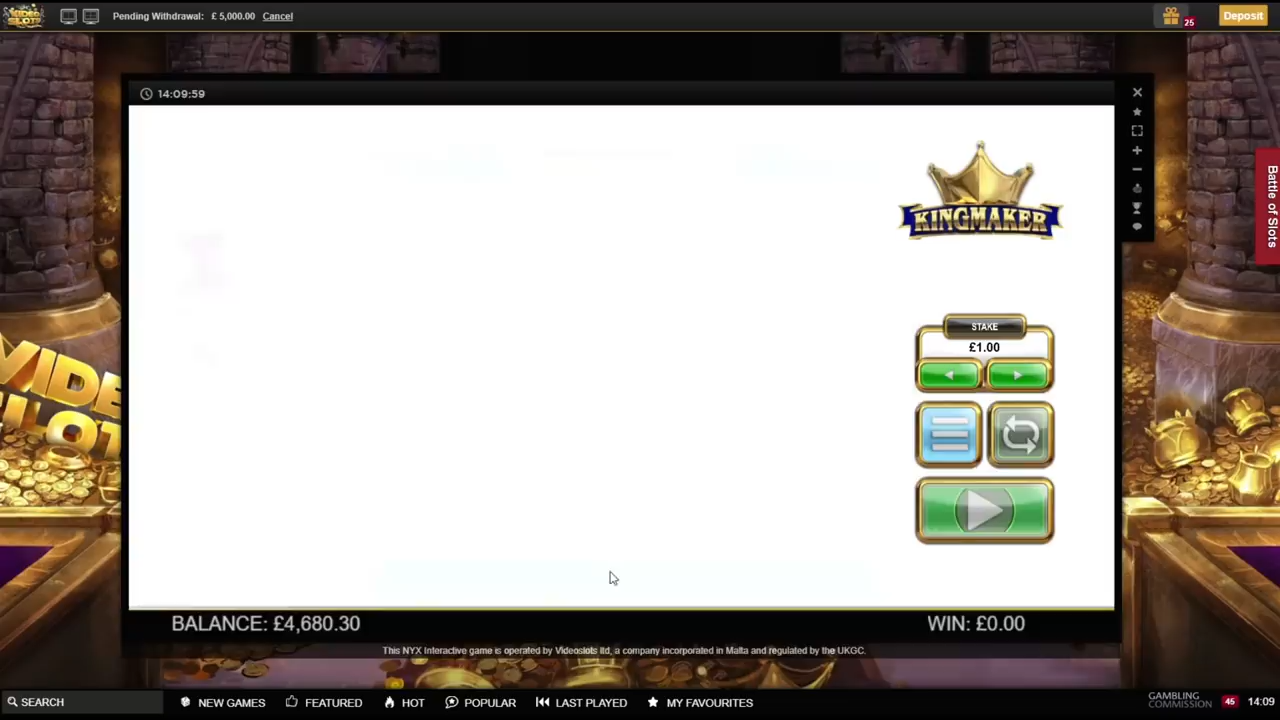 VIDEO SLOTS
Pending Withdrawal: £ 5,000.00 Cancel
25
Deposit
14:09:59
KINGMAKER
Battle of Slots
STAKE
£1.00
BALANCE: £4,680.30
WIN: £0.00
This NYX Interactive game is operated by Videoslots ltd, a company incorporated in Malta and regulated by the UKGC.
SEARCH
NEW GAMES
FEATURED
HOT
POPULAR
LAST PLAYED
MY FAVOURITES
GAMBLING
COMMISSION
45
14:09